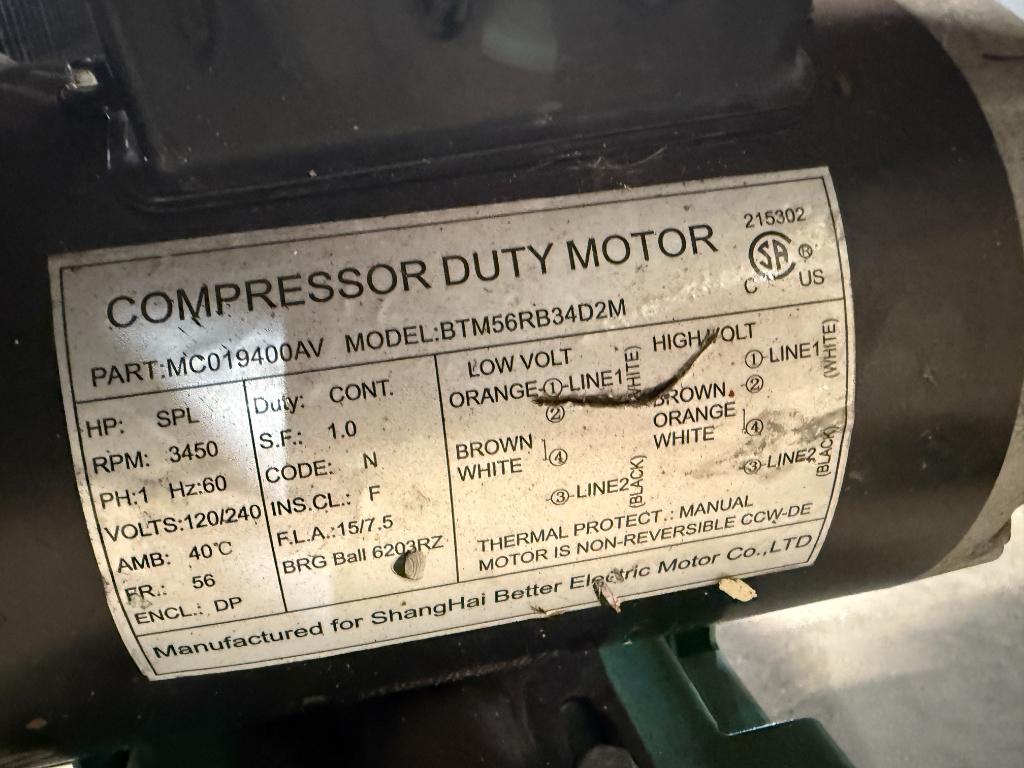 215302
COMPRESSOR DUTY MOTOR
SA ®
C US
PART:MC019400AV MODEL:BTM56RB34D2M
HP: SPL
RPM: 3450
PH:1 Hz:60
VOLTS:120/240
AMB: 40℃
FR.: 56
ENCL.: DP
Duty: CONT.
S.F.: 1.0
CODE: N
INS.CL.: F
F.L.A.:15/7.5
BRG Ball 6203RZ
LOW VOLT
ORANGE-①-LINE1 (WHITE)
②
BROWN ④
WHITE
-③-LINE2 (BLACK)
HIGH VOLT
①-LINE1 (WHITE)
BROWN -②
ORANGE ④
WHITE
-③-LINE2 (BLACK)
THERMAL PROTECT.: MANUAL
MOTOR IS NON-REVERSIBLE CCW-DE
Manufactured for ShangHai Better Electric Motor Co.,LTD